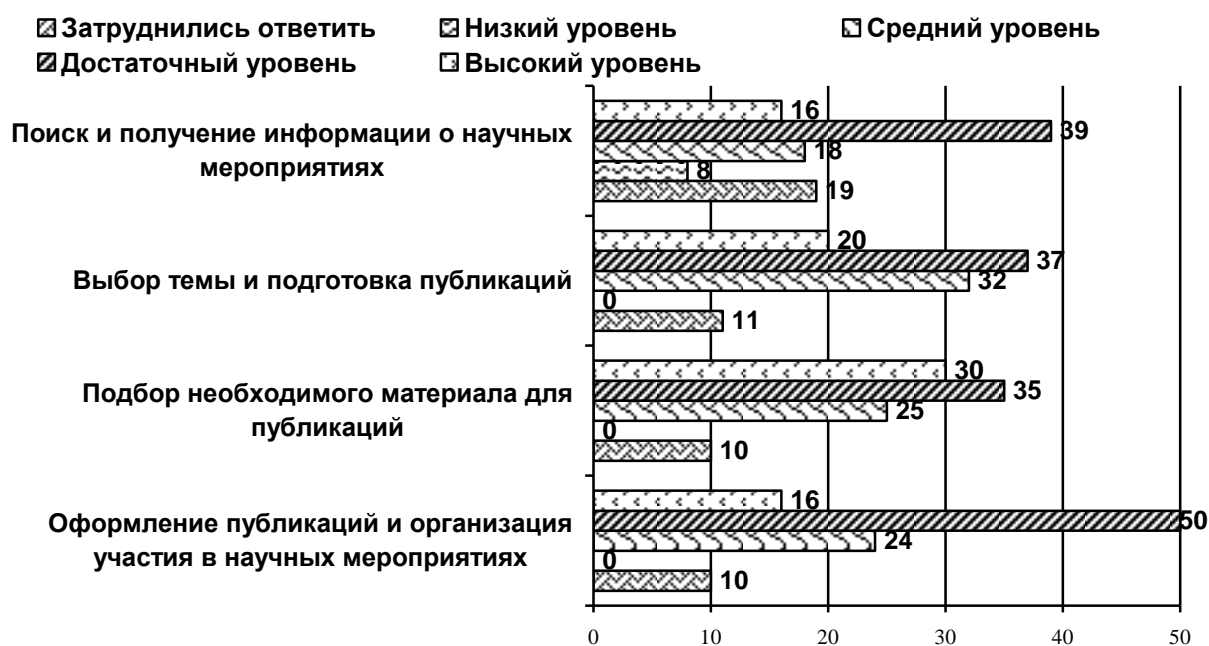 Затруднились ответить Низкий уровень Средний уровень
Достаточный уровень Высокий уровень
16
Поиск и получение информации о научных
мероприятиях
39
18
8
19
20
Выбор темы и подготовка публикаций
37
32
0
11
30
Подбор необходимого материала для
публикаций
35
25
0
10
16
Оформление публикаций и организация
участия в научных мероприятиях
50
24
0
10
0 10 20 30 40 50